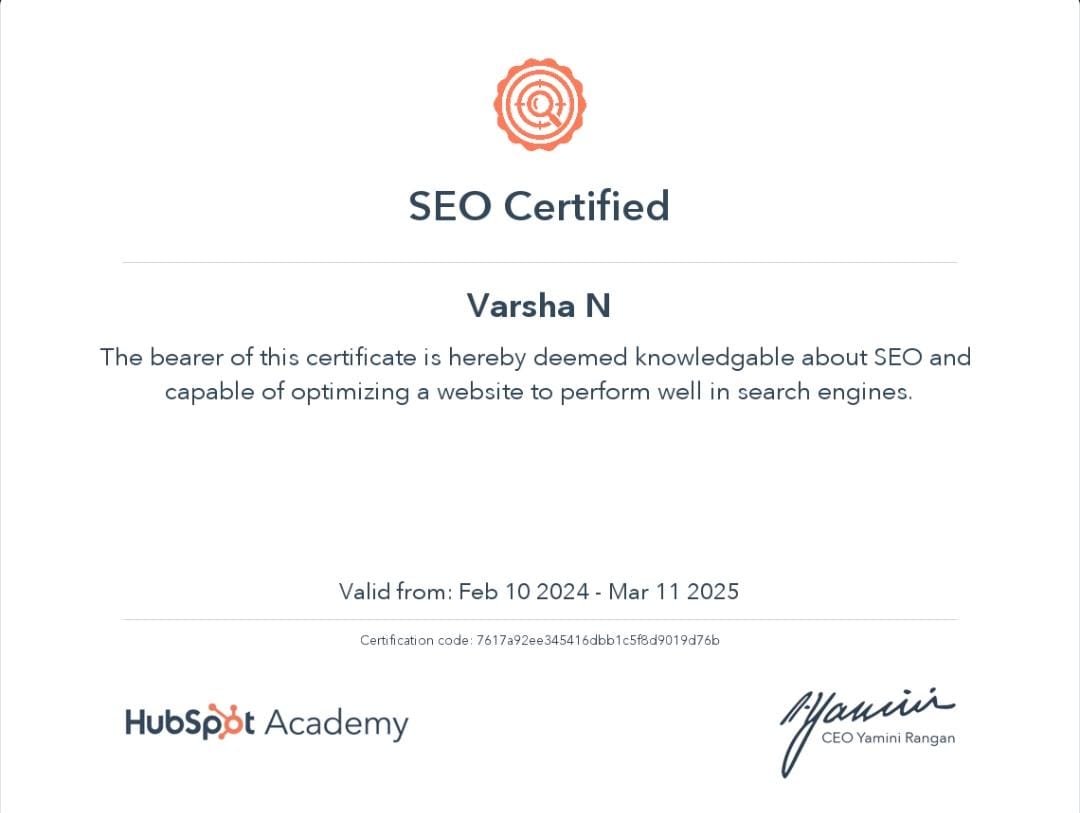 SEO Certified
Varsha N
The bearer of this certificate is hereby deemed knowledgable about SEO and
capable of optimizing a website to perform well in search engines.
Valid from: Feb 10 2024 - Mar 11 2025
Certification code: 7617a92ee345416dbb1c5f8d9019d76b
HubSpot Academy
Yamini
CEO Yamini Rangan